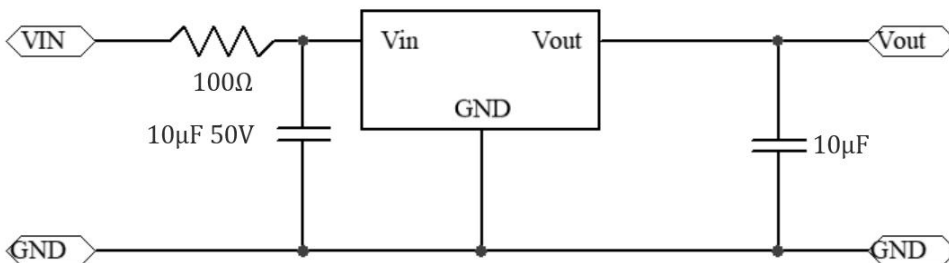 VIN
Vin
Vout
Vout
100Ω
GND
10μF 50V
10μF
GND
GND